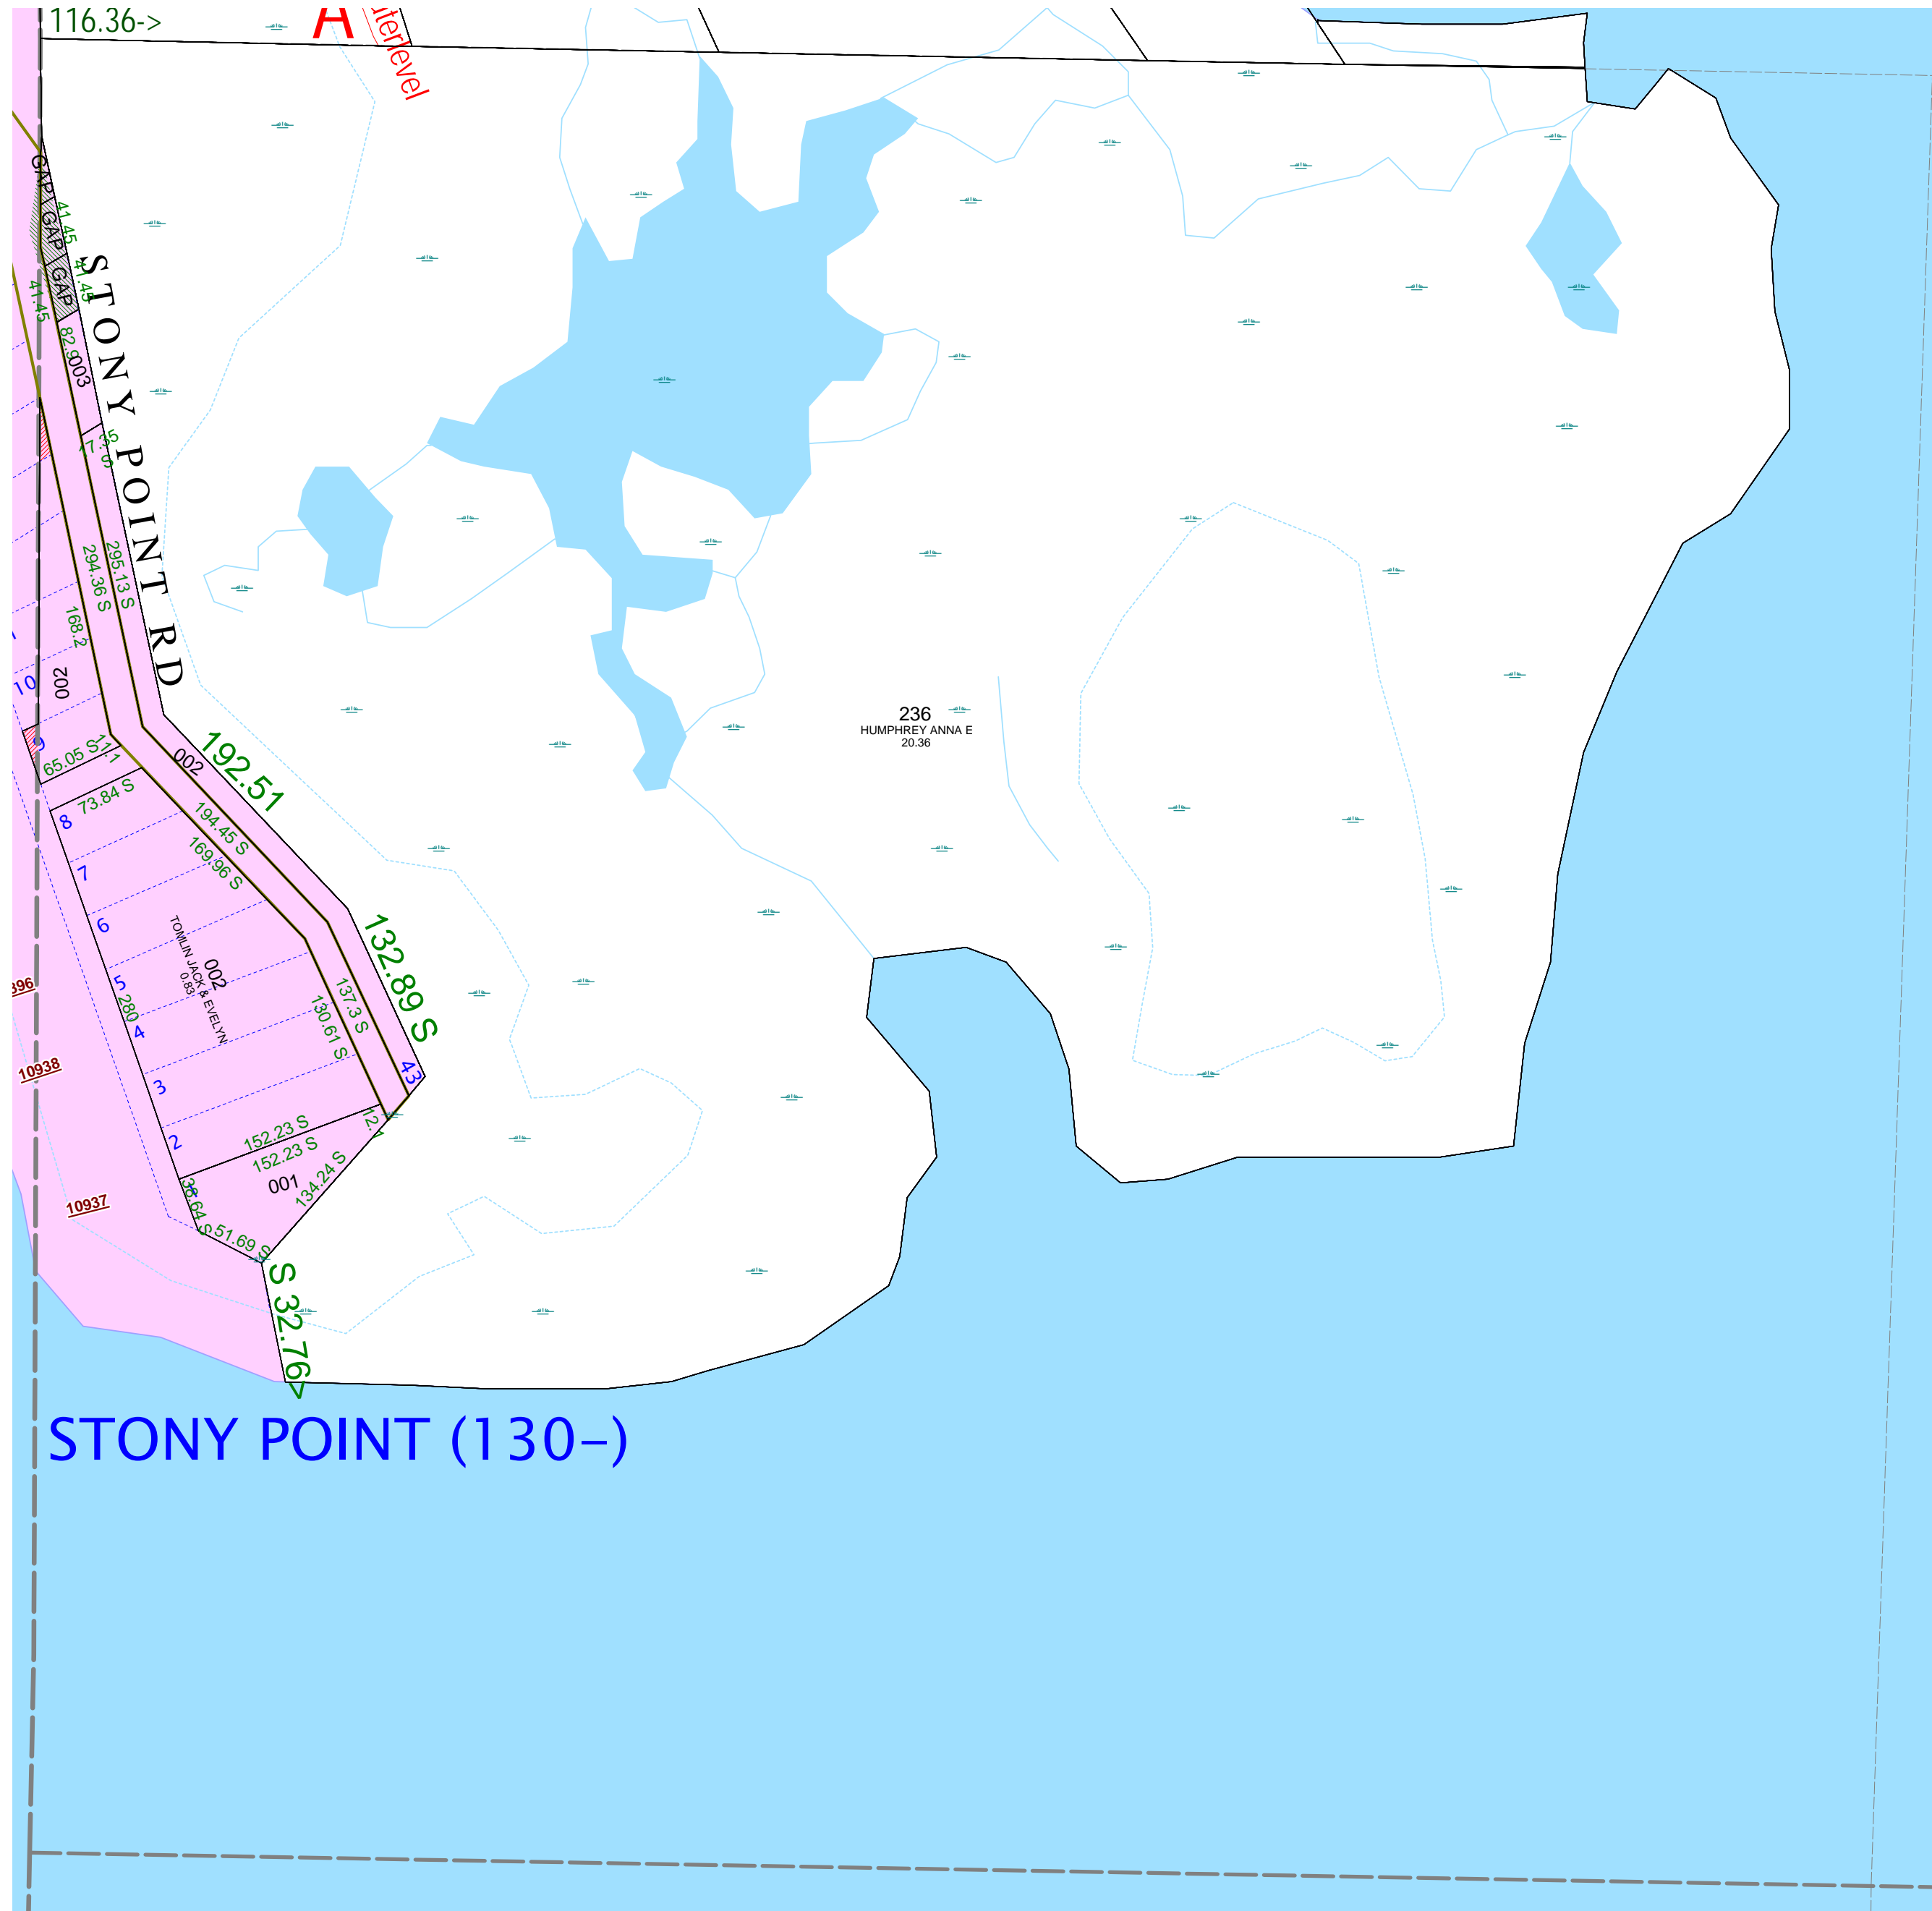 116.36->
A
GAP
41.45
GAP
41.45
GAP
41.45
003
STONY POINT RD
295.13 S
294.36 S
168.2
002
10
9
65.05 S
11.1
002
192.51
73.84 S
8
194.45 S
169.96 S
7
6
132.89 S
002
TOMLIN JACK & EVELYN
0.83
5
280
4
137.3 S
130.61 S
43
3
10938
12.1
2
152.23 S
152.23 S
001
134.24 S
10937
51.69 S
S 32.76
236
HUMPHREY ANNA E
20.36
STONY POINT (130-)